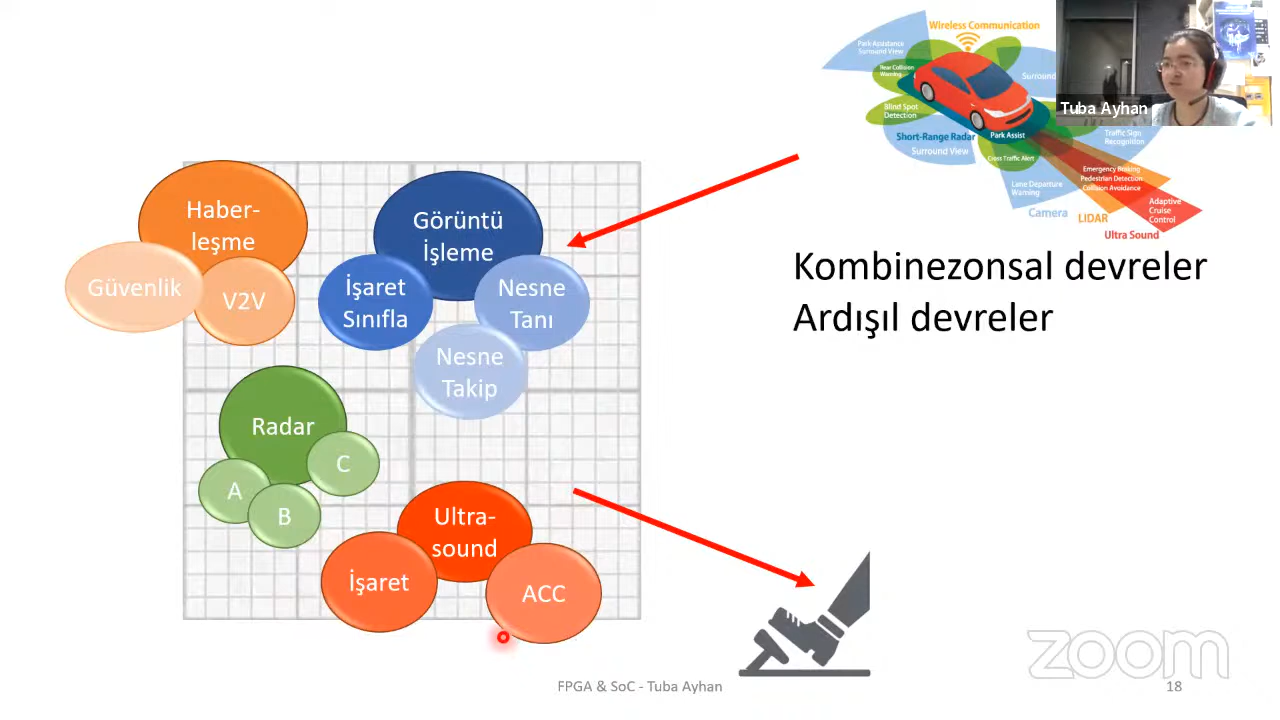 Wireless Communication
Park Assistance
Surround View
Rear Collision
Warning
Surround
Blind Spot
Detection
Short-Range Radar
Surround View
Park Assist
Cross Traffic Alert
Traffic Sign
Recognition
Lane Departure
Warning
Emergency Braking
Pedestrian Detection
Collision Avoidance
Adaptive
Cruise
Control
Camera
LIDAR
Ultra Sound
Tuba Ayhan
Haber-
leşme
Güvenlik
V2V
Görüntü
İşleme
İşaret
Sınıfla
Nesne
Tanı
Nesne
Takip
Kombinezonsal devreler
Ardışıl devreler
Radar
A
B
C
Ultra-
sound
İşaret
ACC
zoom
FPGA & SoC - Tuba Ayhan
18